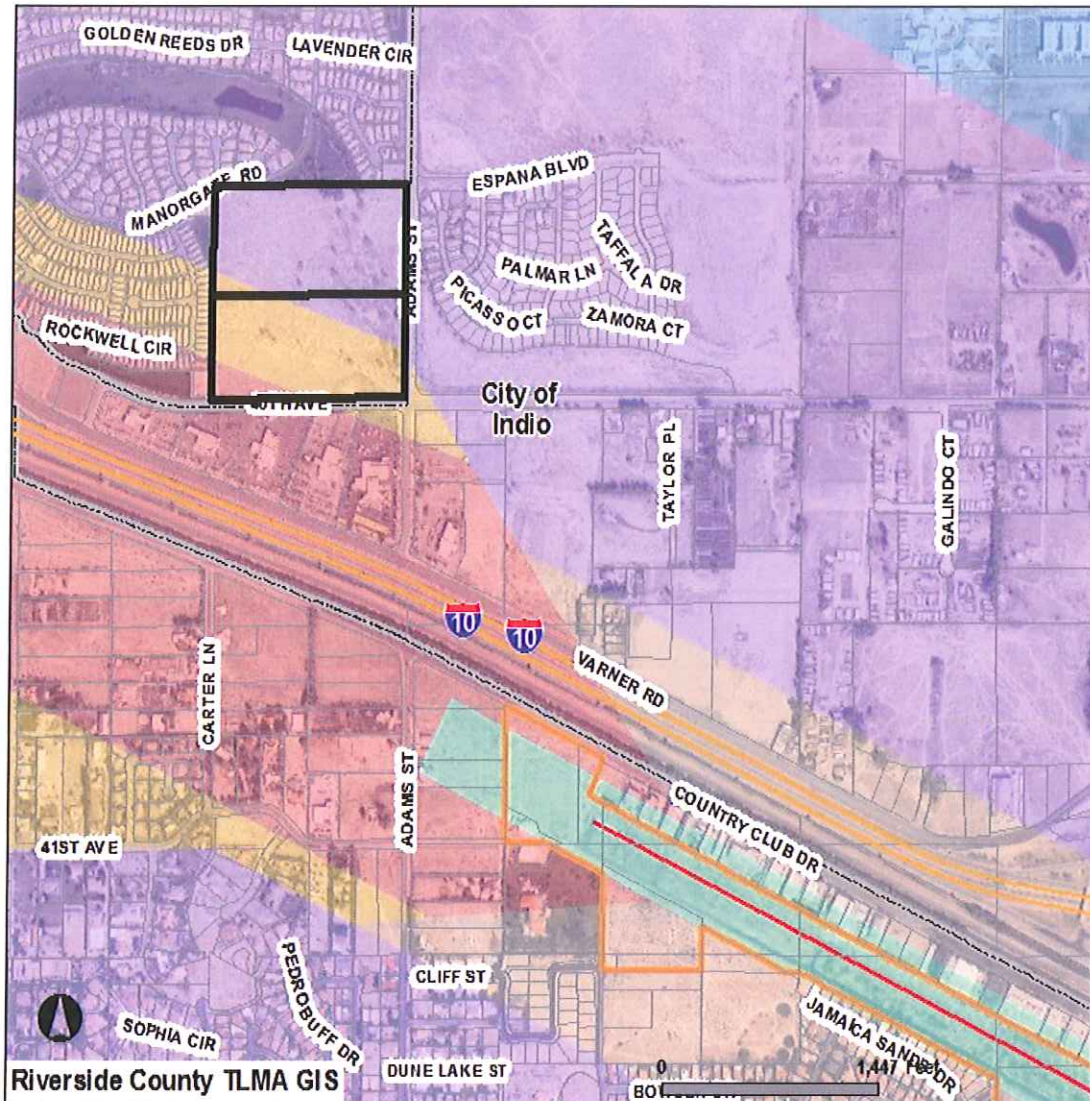 GOLDEN REEDS DR
LAVENDER CIR
MANORGATE RD
ESPANA BLVD
ADAMS ST
TAFFALA DR
PALMAR LN
PICASSO CT
ZAMORA CT
ROCKWELL CIR
40TH AVE
City of
Indio
TAYLOR PL
GALINDO CT
10
10
VARNER RD
CARTER LN
ADAMS ST
COUNTRY CLUB DR
41ST AVE
CLIFF ST
PEDROBUFF DR
JAMAICA SANDS DR
SOPHIA CIR
0
1,447
DUNE LAKE ST
Riverside County TLMA GIS